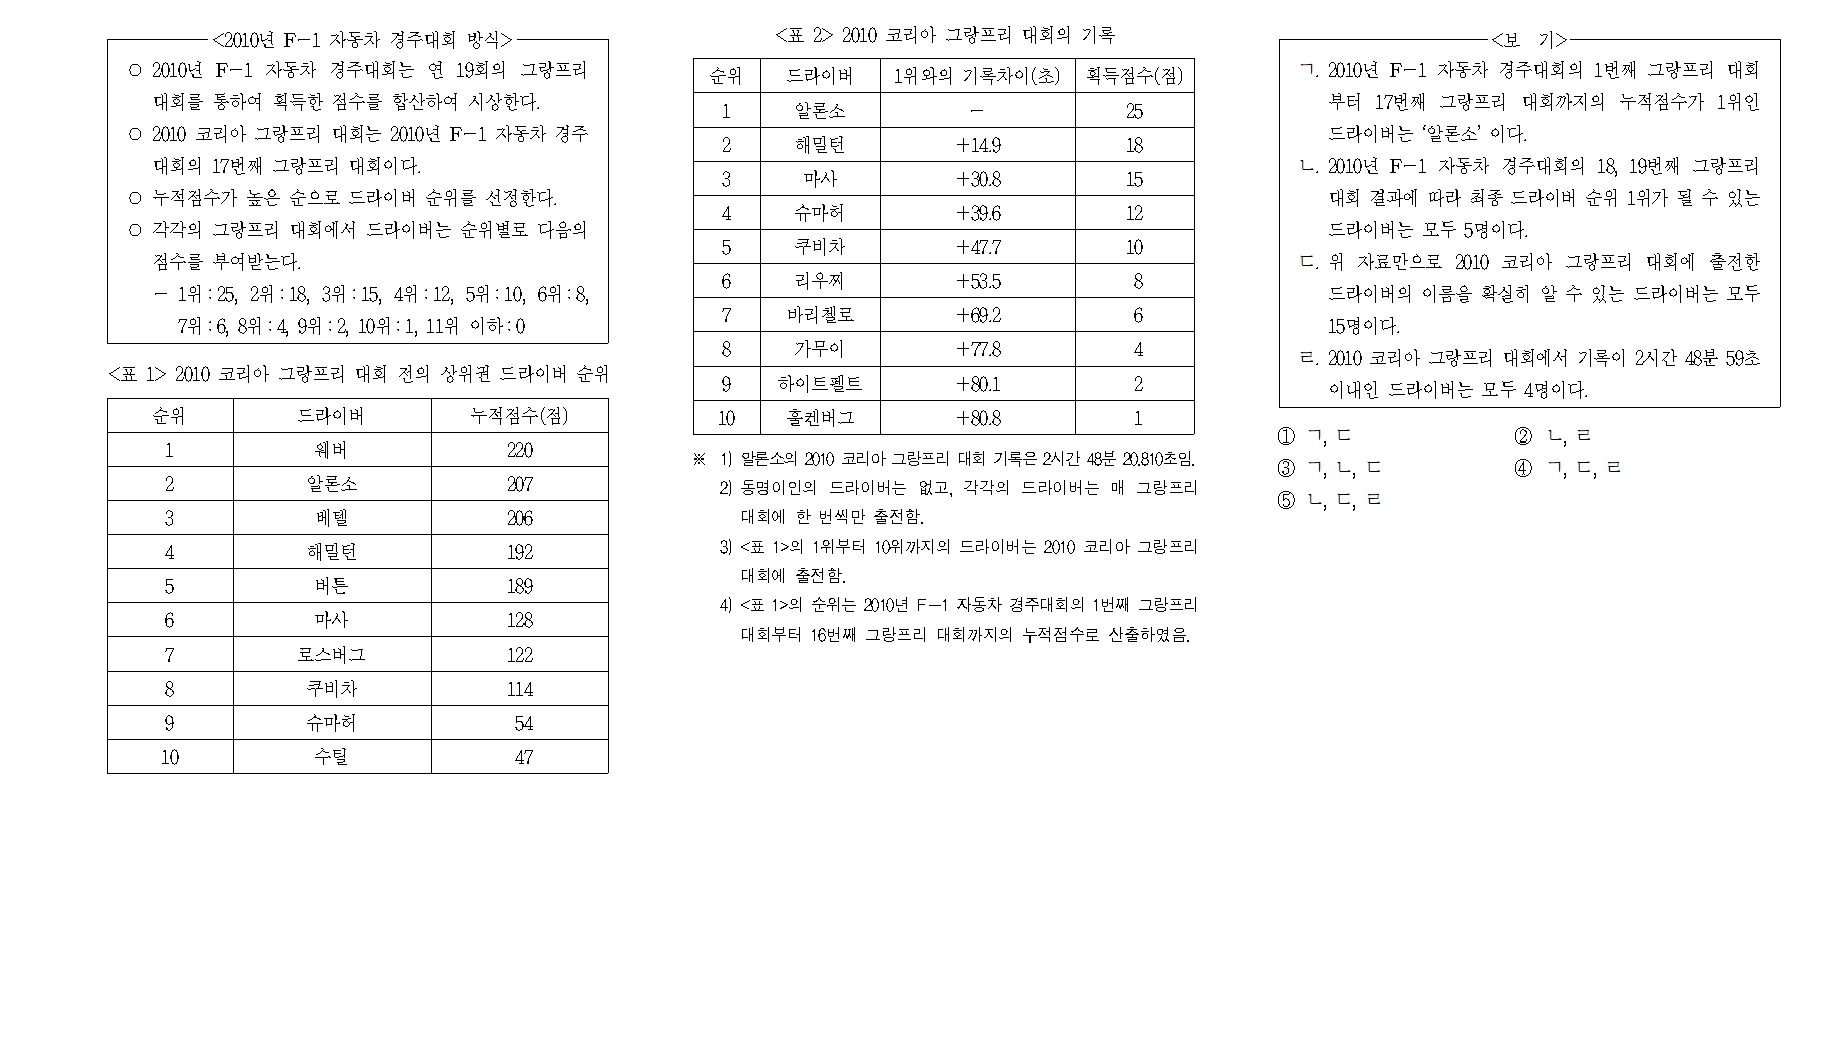 <2010년 F-1 자동차 경주대회 방식>
○ 2010년 F-1 자동차 경주대회는 연 19회의 그랑프리
대회를 통하여 획득한 점수를 합산하여 시상한다.
○ 2010 코리아 그랑프리 대회는 2010년 F-1 자동차 경주
대회의 17번째 그랑프리 대회이다.
○ 누적점수가 높은 순으로 드라이버 순위를 선정한다.
○ 각각의 그랑프리 대회에서 드라이버는 순위별로 다음의
점수를 부여받는다.
- 1위:25, 2위:18, 3위:15, 4위:12, 5위:10, 6위:8,
7위:6, 8위:4, 9위:2, 10위:1, 11위 이하:0
<표 1> 2010 코리아 그랑프리 대회 전의 상위권 드라이버 순위
순위 드라이버 누적점수(점)
1 웨버 220
2 알론소 207
3 베텔 206
4 해밀턴 192
5 버튼 189
6 마사 128
7 로스버그 122
8 쿠비차 114
9 슈마허 54
10 수틸 47
<표 2> 2010 코리아 그랑프리 대회의 기록
순위 드라이버 1위와의 기록차이(초) 획득점수(점)
1 알론소 - 25
2 해밀턴 +14.9 18
3 마사 +30.8 15
4 슈마허 +39.6 12
5 쿠비차 +47.7 10
6 리우찌 +53.5 8
7 바리첼로 +69.2 6
8 가무이 +77.8 4
9 하이트펠트 +80.1 2
10 훌켄버그 +80.8 1
※ 1) 알론소의 2010 코리아 그랑프리 대회 기록은 2시간 48분 20.810초임.
2) 동명이인의 드라이버는 없고, 각각의 드라이버는 매 그랑프리
대회에 한 번씩만 출전함.
3) <표 1>의 1위부터 10위까지의 드라이버는 2010 코리아 그랑프리
대회에 출전함.
4) <표 1>의 순위는 2010년 F-1 자동차 경주대회의 1번째 그랑프리
대회부터 16번째 그랑프리 대회까지의 누적점수로 산출하였음.
<보 기>
ㄱ. 2010년 F-1 자동차 경주대회의 1번째 그랑프리 대회
부터 17번째 그랑프리 대회까지의 누적점수가 1위인
드라이버는 ‘알론소’ 이다.
ㄴ. 2010년 F-1 자동차 경주대회의 18, 19번째 그랑프리
대회 결과에 따라 최종 드라이버 순위 1위가 될 수 있는
드라이버는 모두 5명이다.
ㄷ. 위 자료만으로 2010 코리아 그랑프리 대회에 출전한
드라이버의 이름을 확실히 알 수 있는 드라이버는 모두
15명이다.
ㄹ. 2010 코리아 그랑프리 대회에서 기록이 2시간 48분 59초
이내인 드라이버는 모두 4명이다.
① ㄱ, ㄷ ② ㄴ, ㄹ
③ ㄱ, ㄴ, ㄷ ④ ㄱ, ㄷ, ㄹ
⑤ ㄴ, ㄷ, ㄹ